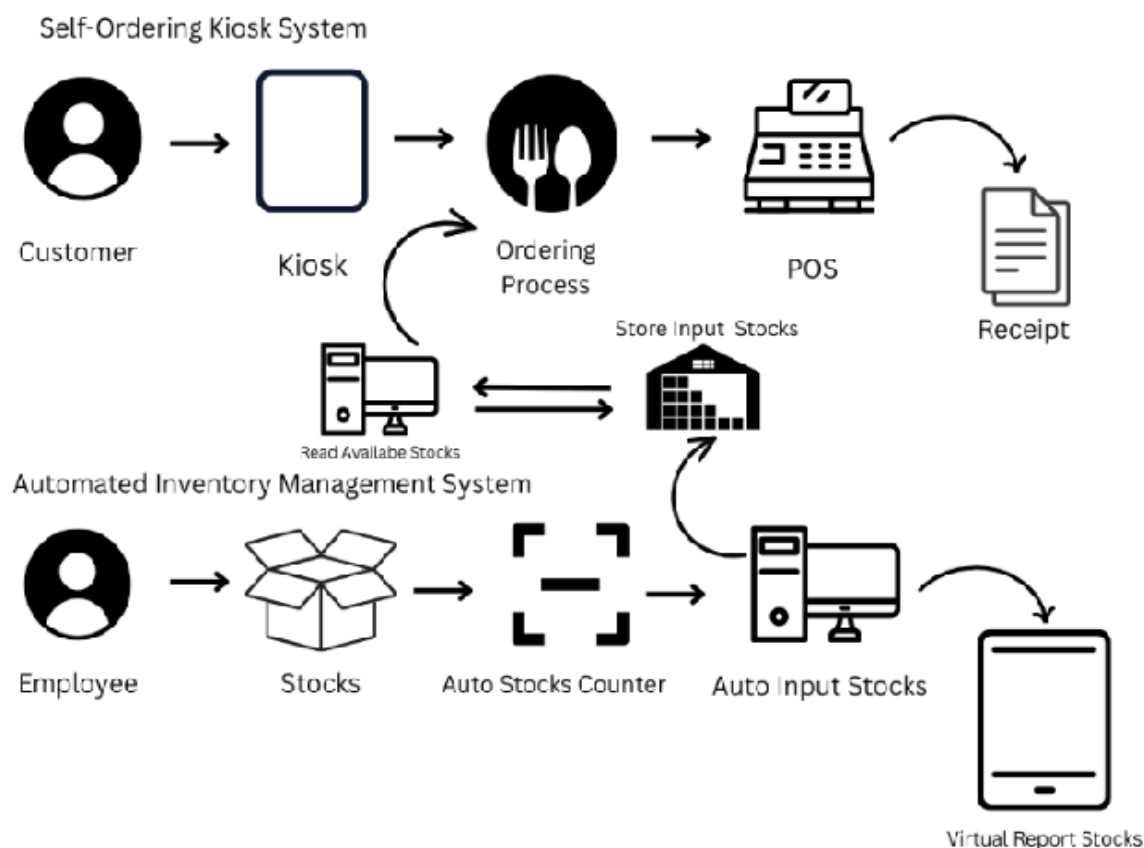 Self-Ordering Kiosk System
Customer
Kiosk
Ordering
Process
POS
Receipt
Store Input Stocks
Read Availabe Stocks
Automated Inventory Management System
Employee
Stocks
Auto Stocks Counter
Auto Input Stocks
Virtual Report Stocks